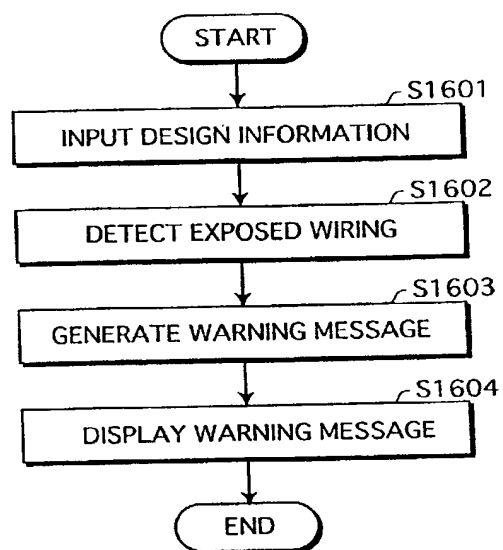 START
S1601
INPUT DESIGN INFORMATION
S1602
DETECT EXPOSED WIRING
S1603
GENERATE WARNING MESSAGE
S1604
DISPLAY WARNING MESSAGE
END